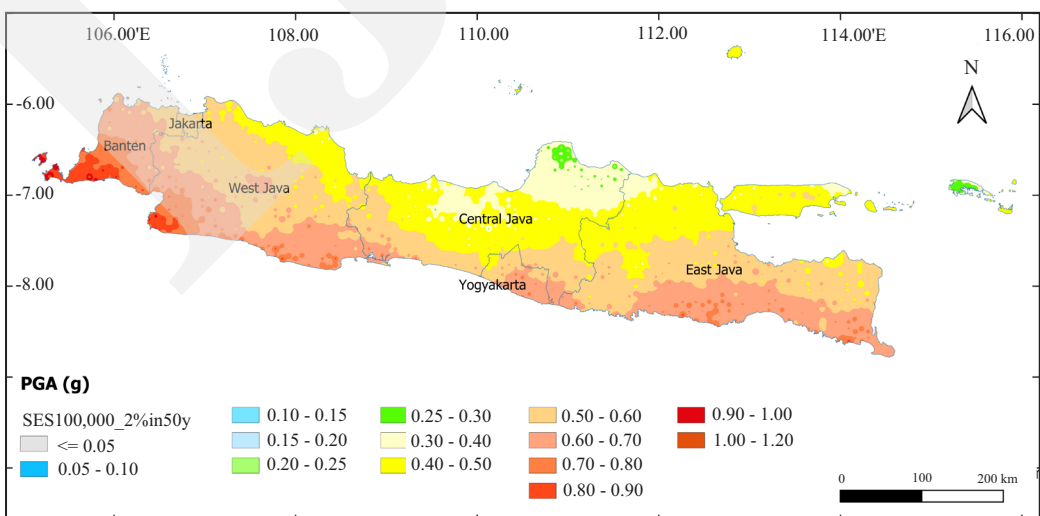 106.00'E 108.00 110.00 112.00 114.00'E 116.00
N
-6.00
Jakarta
Banten
-7.00
West Java
Central Java
-8.00
East Java
Yogyakarta
PGA (g)
SES100,000_2%in50y
<= 0.05
0.05 - 0.10
0.10 - 0.15
0.15 - 0.20
0.20 - 0.25
0.25 - 0.30
0.30 - 0.40
0.40 - 0.50
0.50 - 0.60
0.60 - 0.70
0.70 - 0.80
0.80 - 0.90
0.90 - 1.00
1.00 - 1.20
0 100 200 km